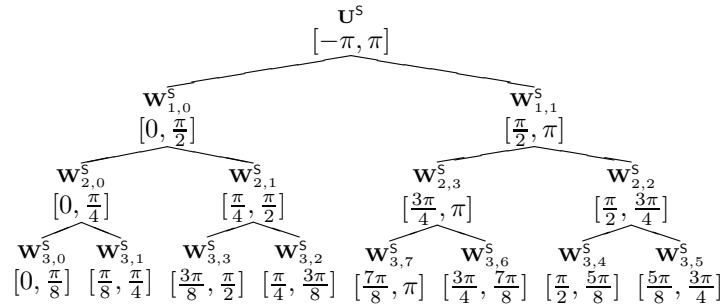 U^S
[−π, π]
W^S_{1,0} W^S_{1,1}
[0, π/2] [π/2, π]
W^S_{2,0} W^S_{2,1} W^S_{2,3} W^S_{2,2}
[0, π/4] [π/4, π/2] [3π/4, π] [π/2, 3π/4]
W^S_{3,0} W^S_{3,1} W^S_{3,3} W^S_{3,2} W^S_{3,7} W^S_{3,6} W^S_{3,4} W^S_{3,5}
[0, π/8] [π/8, π/4] [3π/8, π/2] [π/4, 3π/8] [7π/8, π] [3π/4, 7π/8] [π/2, 5π/8] [5π/8, 3π/4]